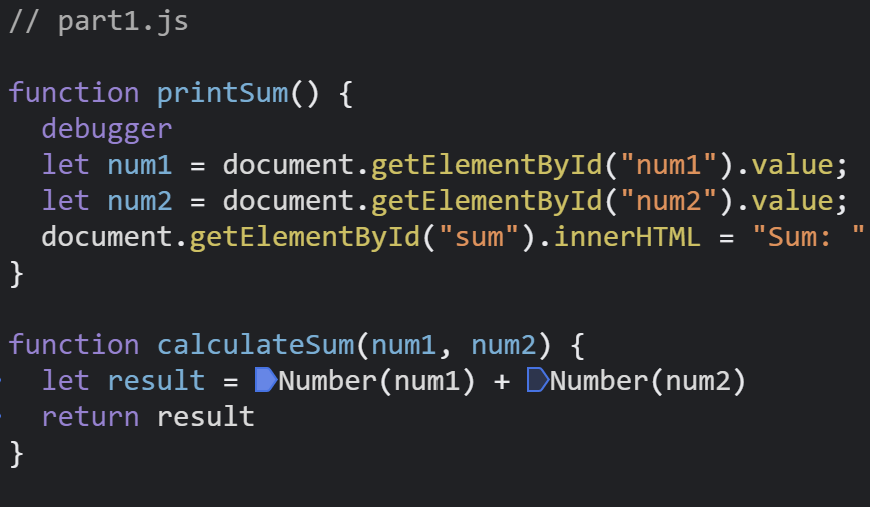 // part1.js
function printSum() {
debugger
let num1 = document.getElementById("num1").value;
let num2 = document.getElementById("num2").value;
document.getElementById("sum").innerHTML = "Sum: "
}
function calculateSum(num1, num2) {
let result = Number(num1) + Number(num2)
return result
}